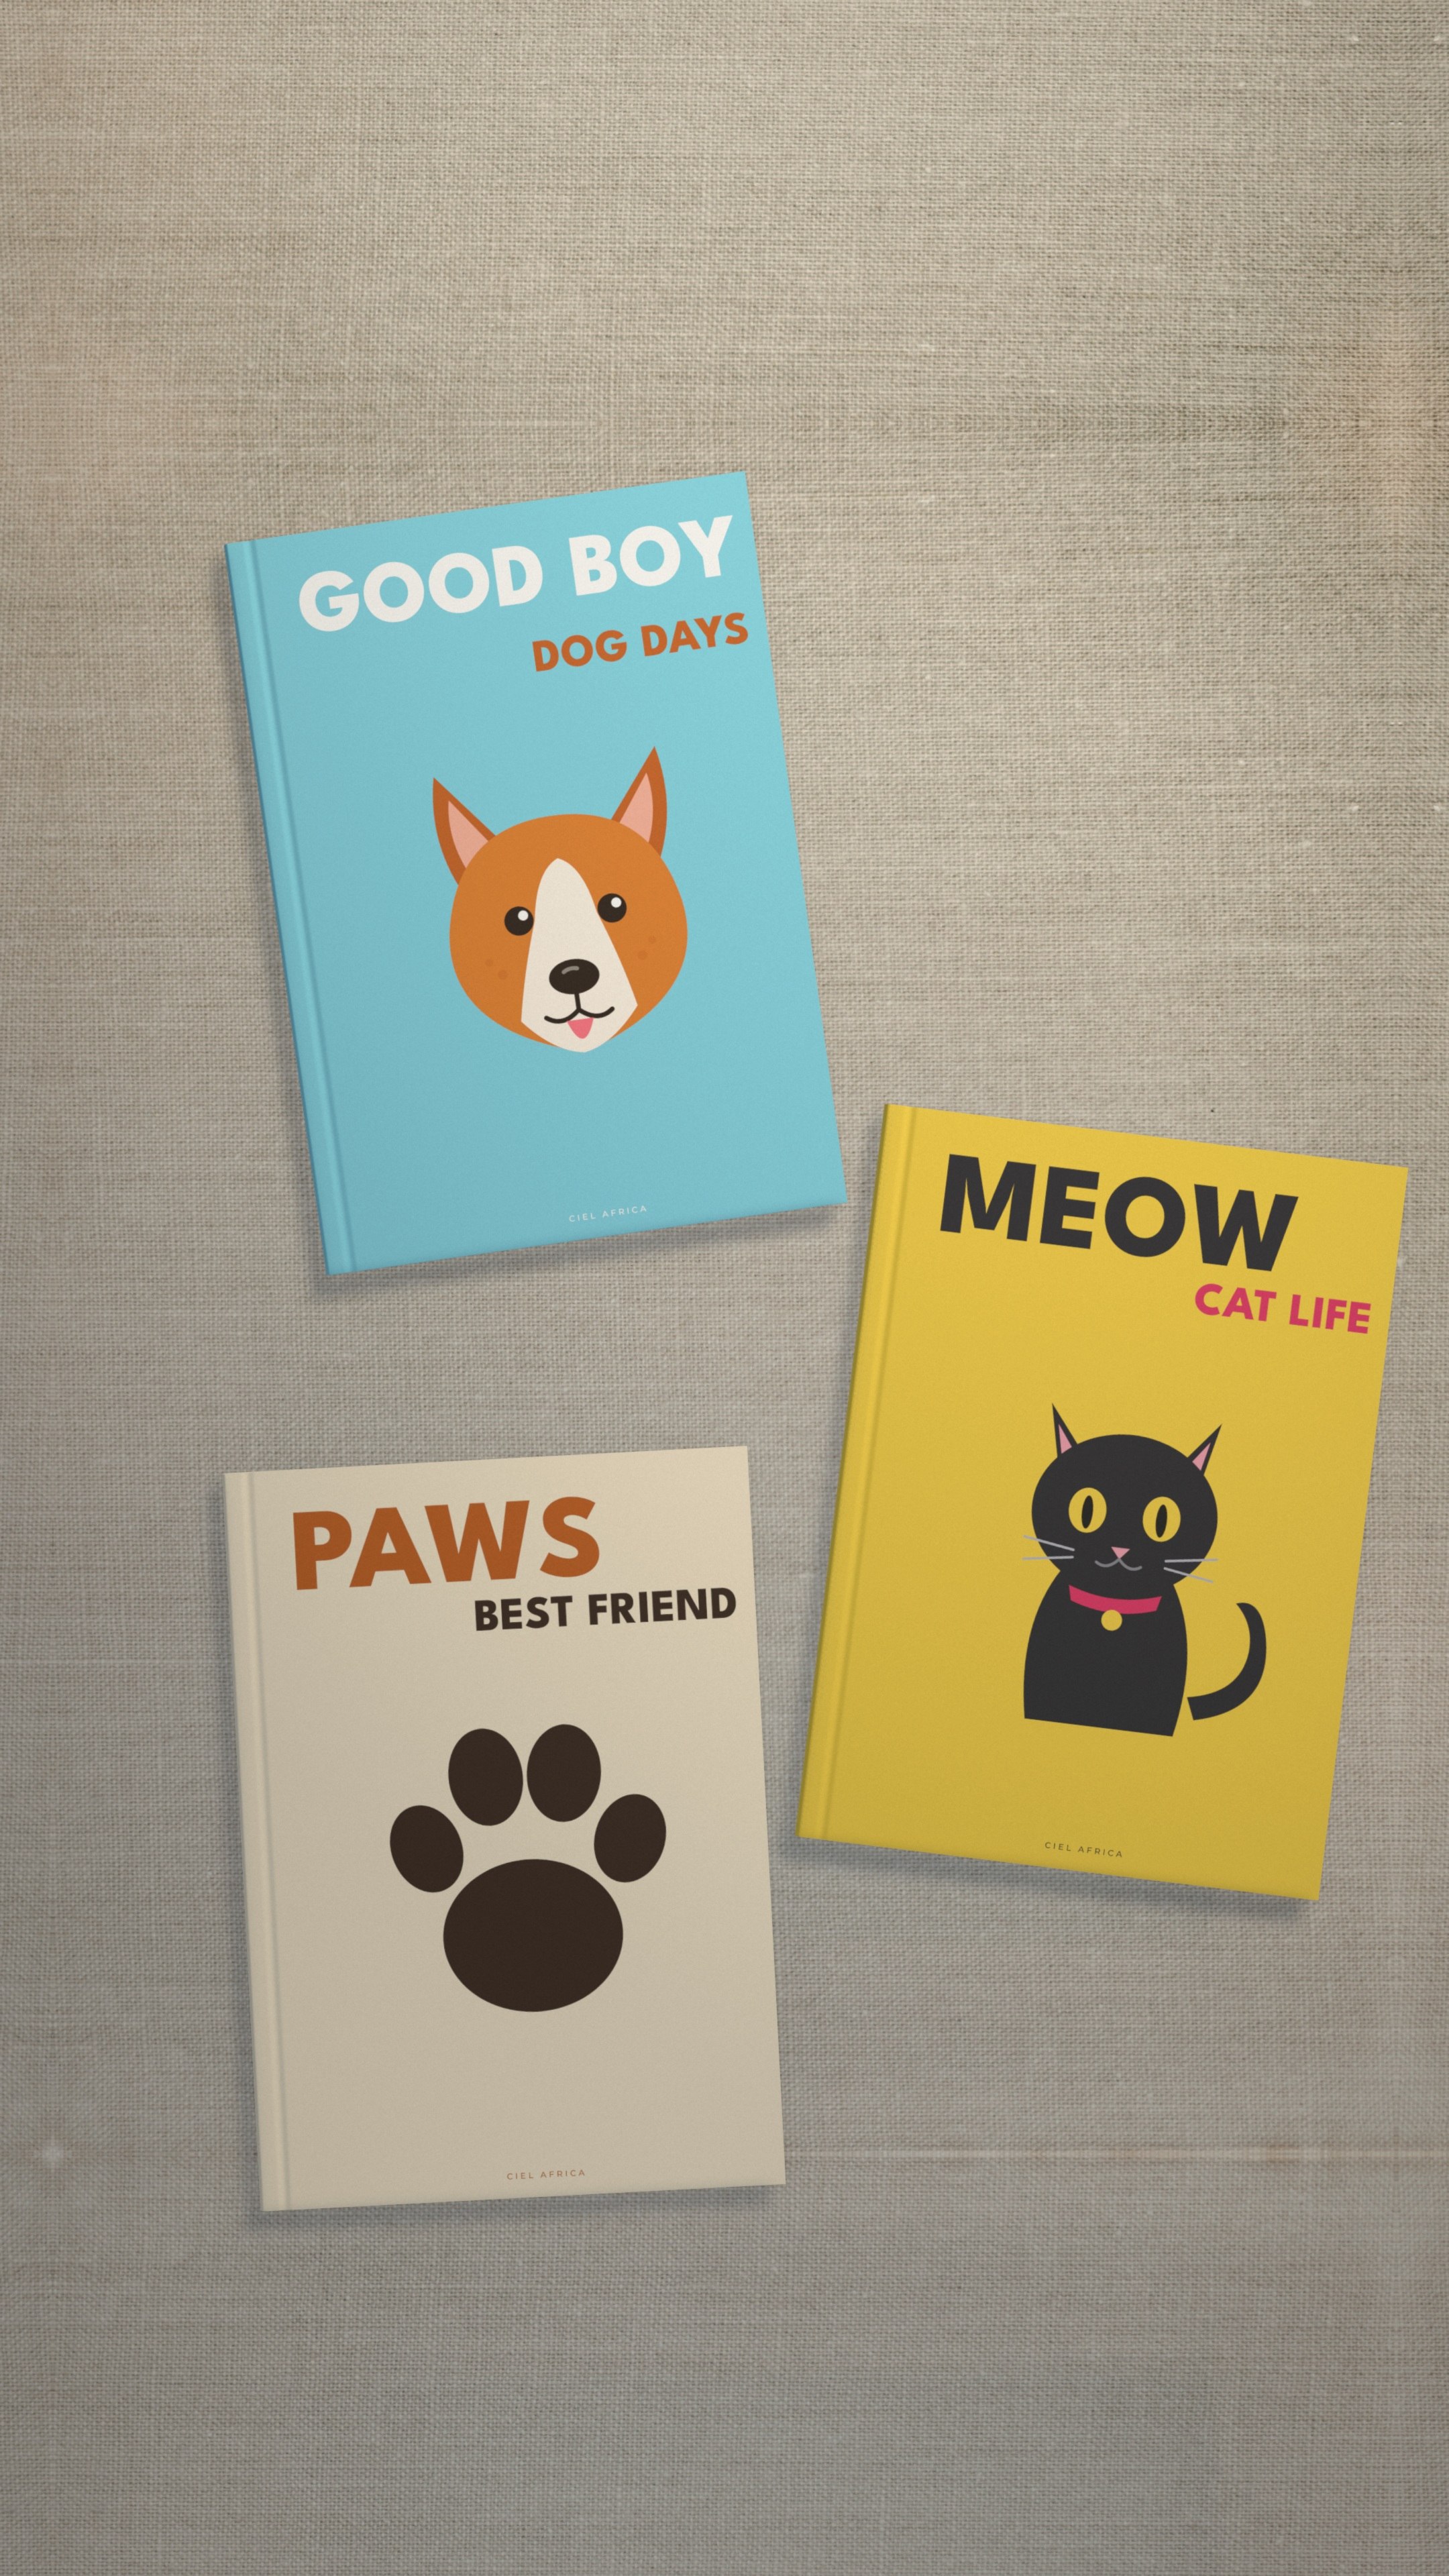 GOOD BOY
DOG DAYS
CIEL AFRICA
MEOW
CAT LIFE
CIEL AFRICA
PAWS
BEST FRIEND
CIEL AFRICA